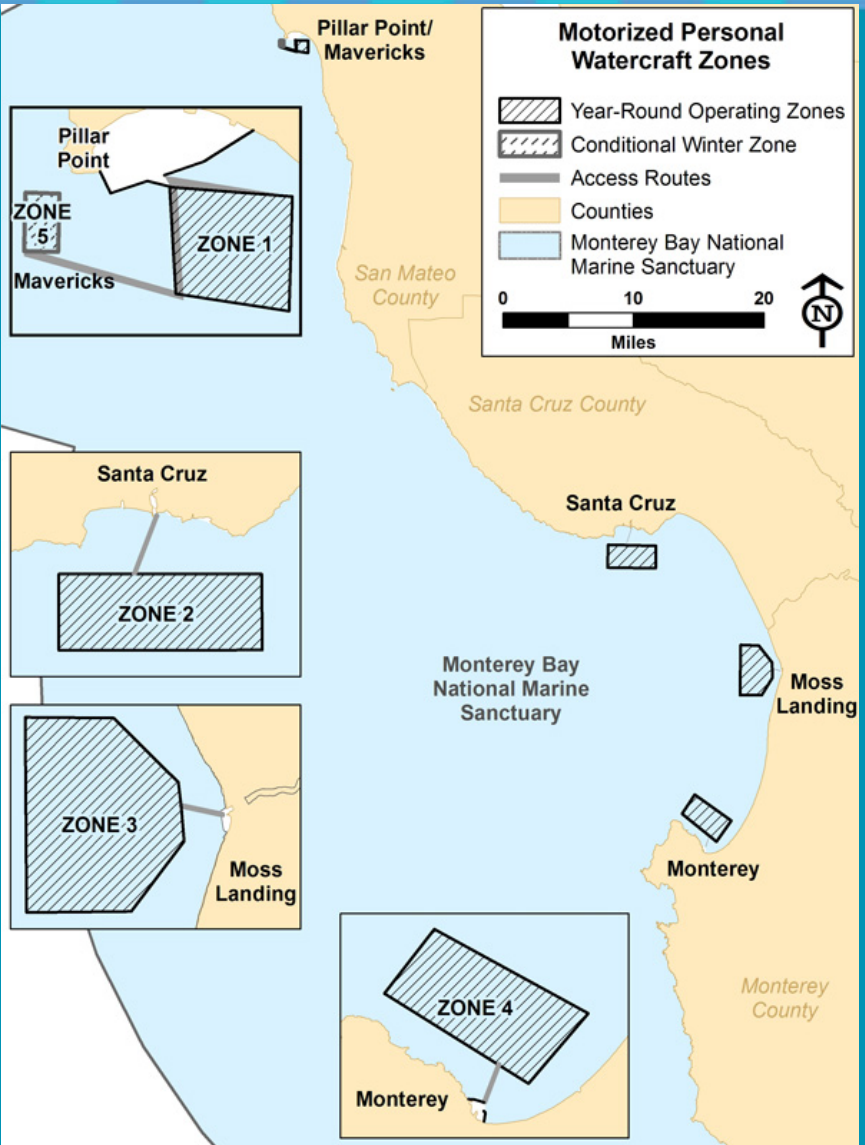 Pillar Point/
Mavericks
Motorized Personal
Watercraft Zones
Year-Round Operating Zones
Conditional Winter Zone
Access Routes
Counties
Monterey Bay National
Marine Sanctuary
0 10 20
Miles
N
Pillar
Point
ZONE
5
ZONE 1
Mavericks
San Mateo
County
Santa Cruz County
Santa Cruz
ZONE 2
Santa Cruz
Monterey Bay
National Marine
Sanctuary
Moss
Landing
ZONE 3
Moss
Landing
Monterey
ZONE 4
Monterey
Monterey
County